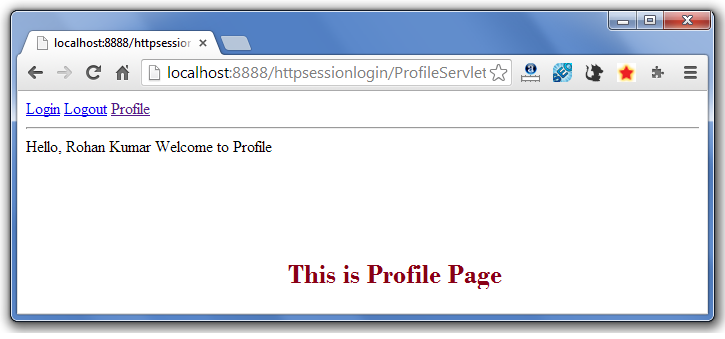 localhost:8888/httpsession
localhost:8888/httpsessionlogin/ProfileServlet
Login Logout Profile
Hello, Rohan Kumar Welcome to Profile
This is Profile Page